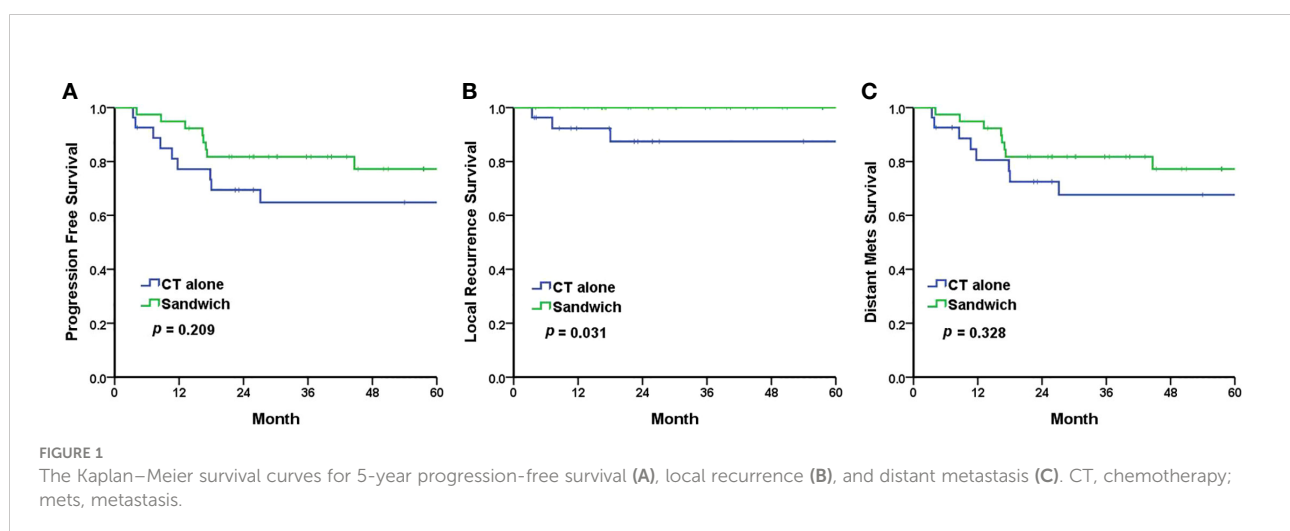 A
Progression Free Survival
1.0
0.8
0.6
0.4
0.2
0.0
CT alone
Sandwich
p = 0.209
0 12 24 36 48 60
Month
B
Local Recurrence Survival
1.0
0.8
0.6
0.4
0.2
0.0
CT alone
Sandwich
p = 0.031
0 12 24 36 48 60
Month
C
Distant Mets Survival
1.0
0.8
0.6
0.4
0.2
0.0
CT alone
Sandwich
p = 0.328
0 12 24 36 48 60
Month
FIGURE 1
The Kaplan–Meier survival curves for 5-year progression-free survival (A), local recurrence (B), and distant metastasis (C). CT, chemotherapy;
mets, metastasis.